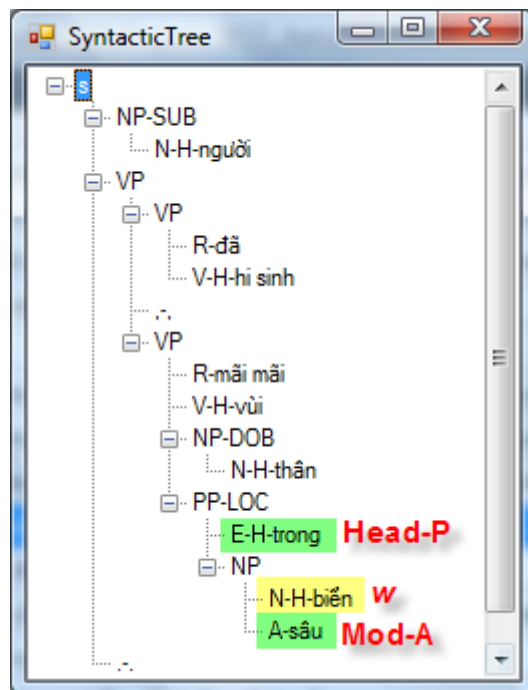 SyntacticTree
s
NP-SUB
N-H-người
VP
VP
R-đã
V-H-hi sinh
,-,
VP
R-mãi mãi
V-H-vùi
NP-DOB
N-H-thân
PP-LOC
E-H-trong Head-P
NP
N-H-biển w
A-sâu Mod-A
.-.